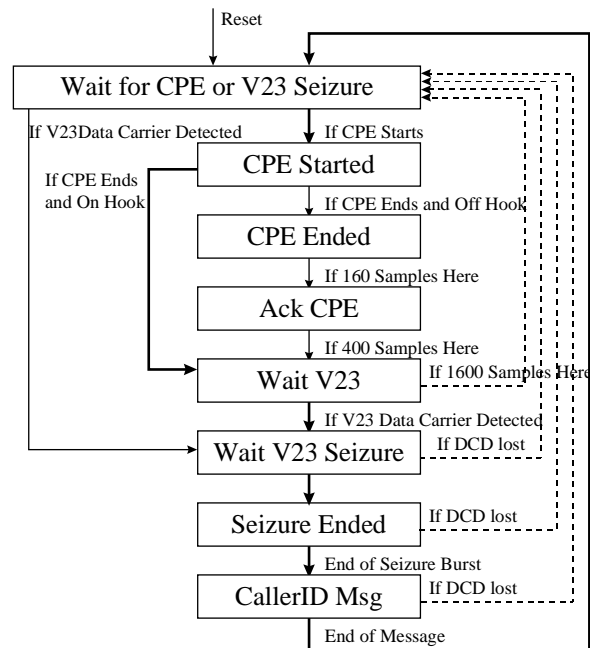 Reset
Wait for CPE or V23 Seizure
If V23Data Carrier Detected
If CPE Starts
CPE Started
If CPE Ends
and On Hook
If CPE Ends and Off Hook
CPE Ended
If 160 Samples Here
Ack CPE
If 400 Samples Here
Wait V23
If 1600 Samples Here
If V23 Data Carrier Detected
Wait V23 Seizure
If DCD lost
Seizure Ended
If DCD lost
End of Seizure Burst
CallerID Msg
If DCD lost
End of Message